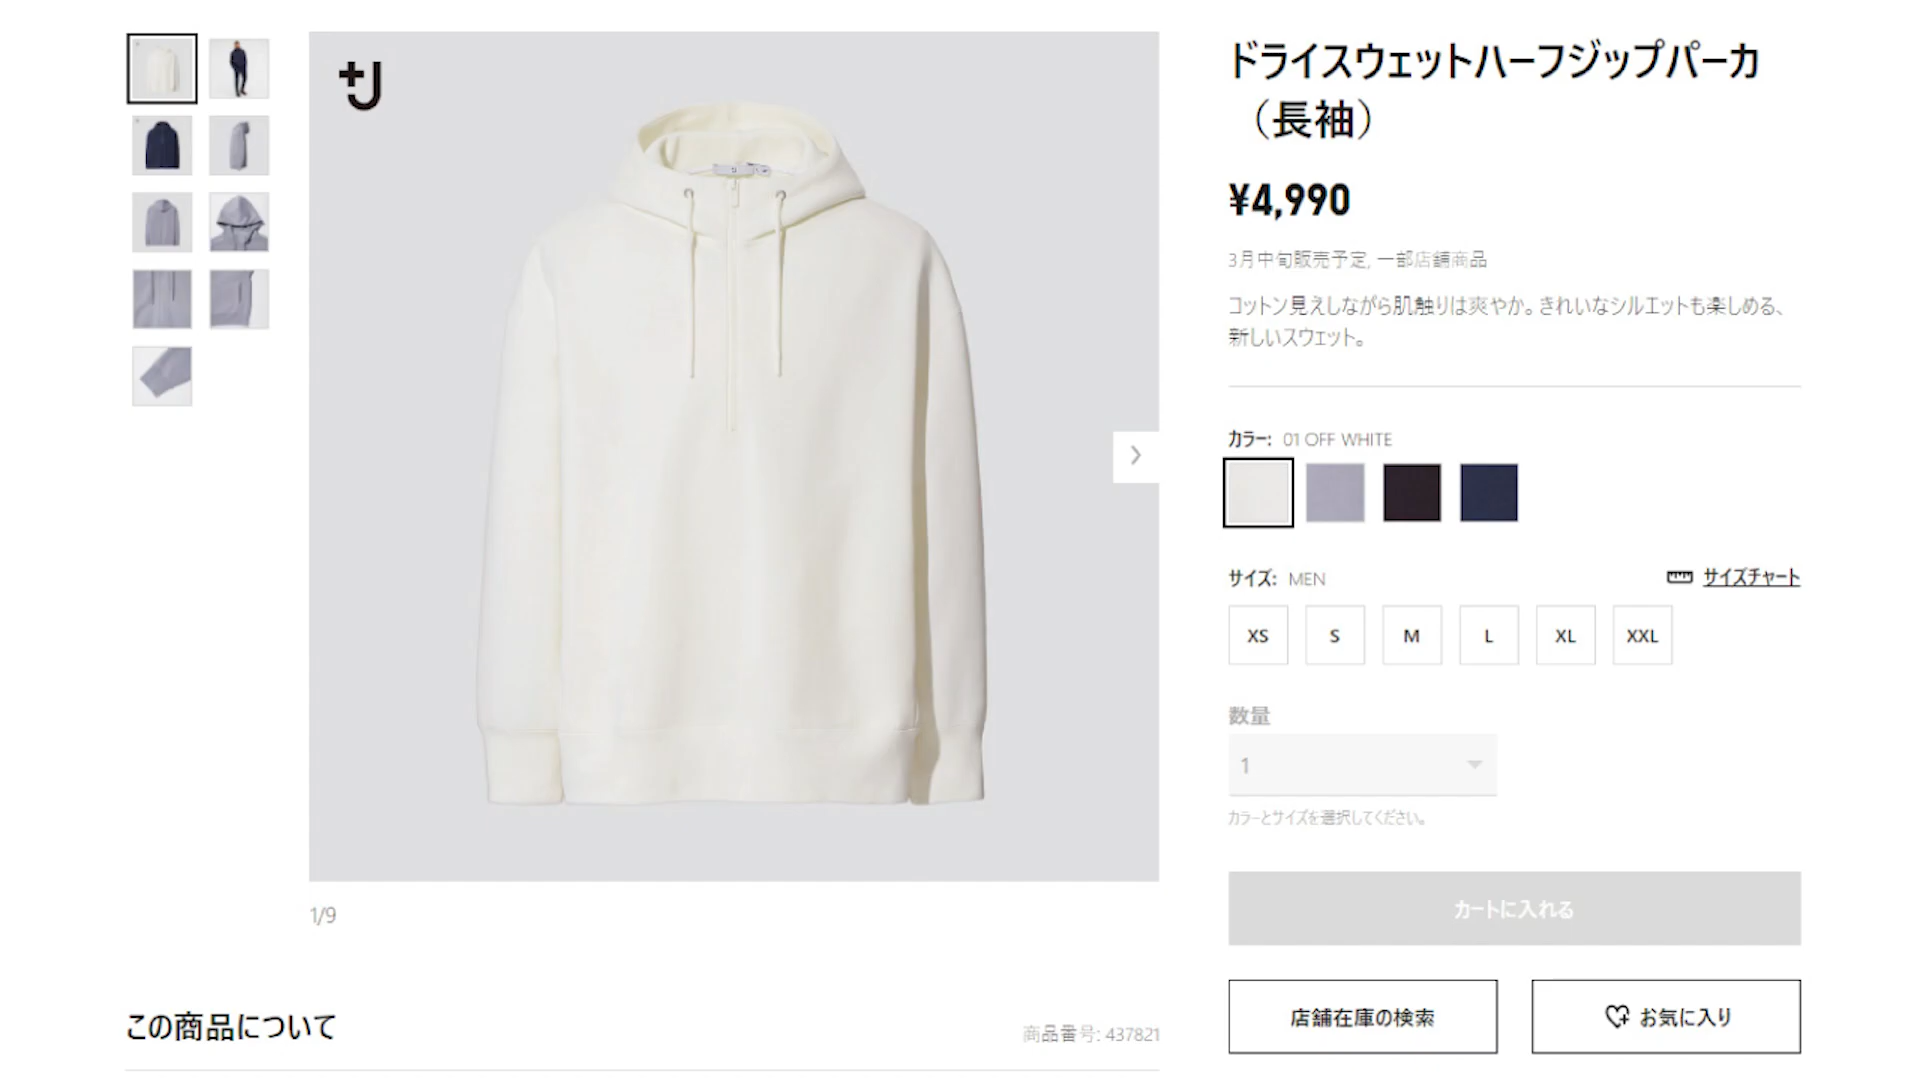 +J
1/9
この商品について
商品番号: 437821
ドライスウェットハーフジップパーカ
（長袖）
¥4,990
3月中旬販売予定, 一部店舗商品
コットン見えしながら肌触りは爽やか。きれいなシルエットも楽しめる、
新しいスウェット。
カラー: 01 OFF WHITE
サイズ: MEN
サイズチャート
XS S M L XL XXL
数量
1
カラーとサイズを選択してください。
カートに入れる
店舗在庫の検索
お気に入り